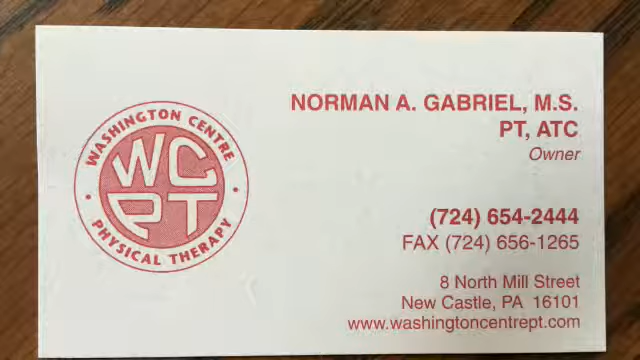 WASHINGTON CENTRE
WC
PT
PHYSICAL THERAPY
NORMAN A. GABRIEL, M.S.
PT, ATC
Owner
(724) 654-2444
FAX (724) 656-1265
8 North Mill Street
New Castle, PA 16101
www.washingtoncentrept.com